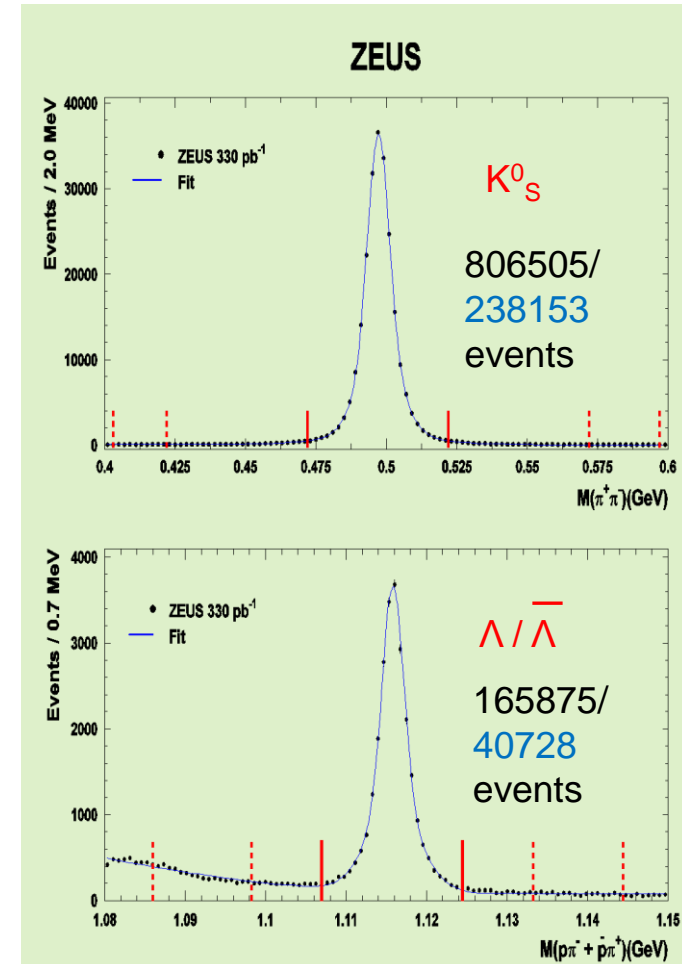 ZEUS
Events / 2.0 MeV
40000
30000
20000
10000
0
ZEUS 330 pb⁻¹
Fit
K⁰S
806505/
238153
events
0.4 0.425 0.45 0.475 0.5 0.525 0.55 0.575 0.6
M(π⁺π⁻)(GeV)
Events / 0.7 MeV
4000
3000
2000
1000
0
ZEUS 330 pb⁻¹
Fit
Λ / Λ̅
165875/
40728
events
1.08 1.09 1.1 1.11 1.12 1.13 1.14 1.15
M(pπ⁻ + p̄π⁺)(GeV)